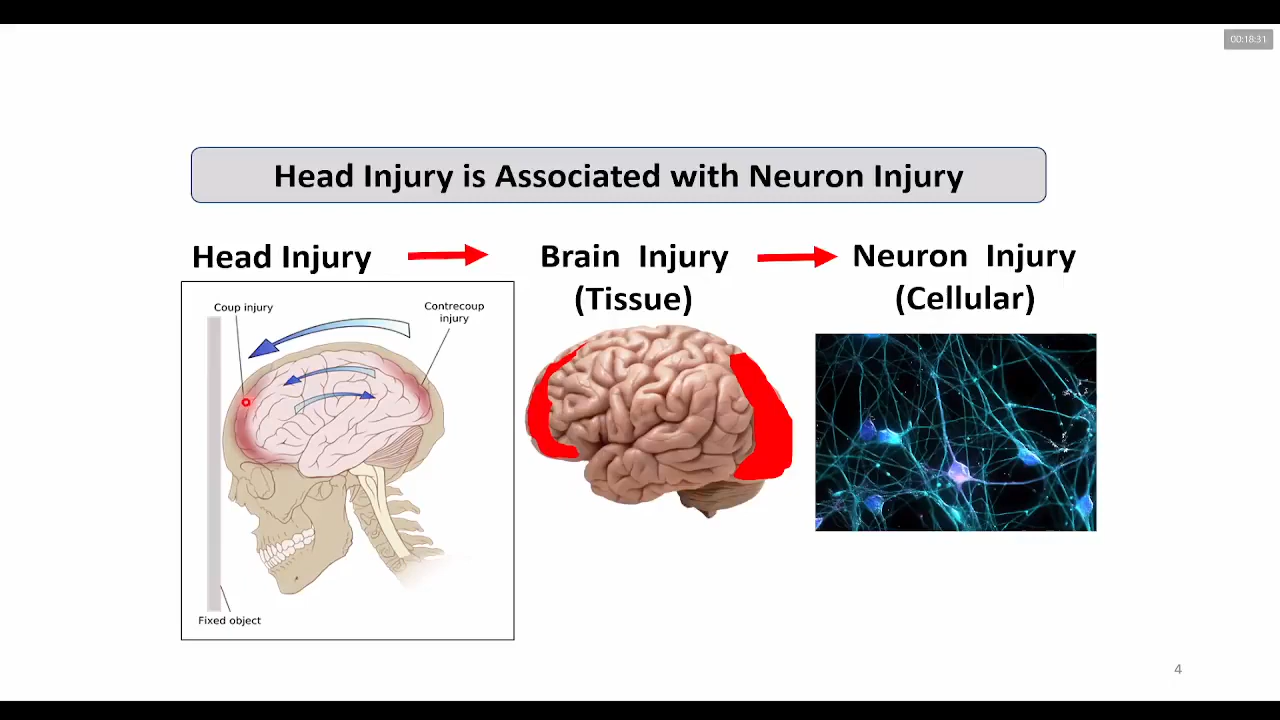 00:18:31
Head Injury is Associated with Neuron Injury
Head Injury
Brain Injury
(Tissue)
Neuron Injury
(Cellular)
Coup injury
Contrecoup
injury
Fixed object
4